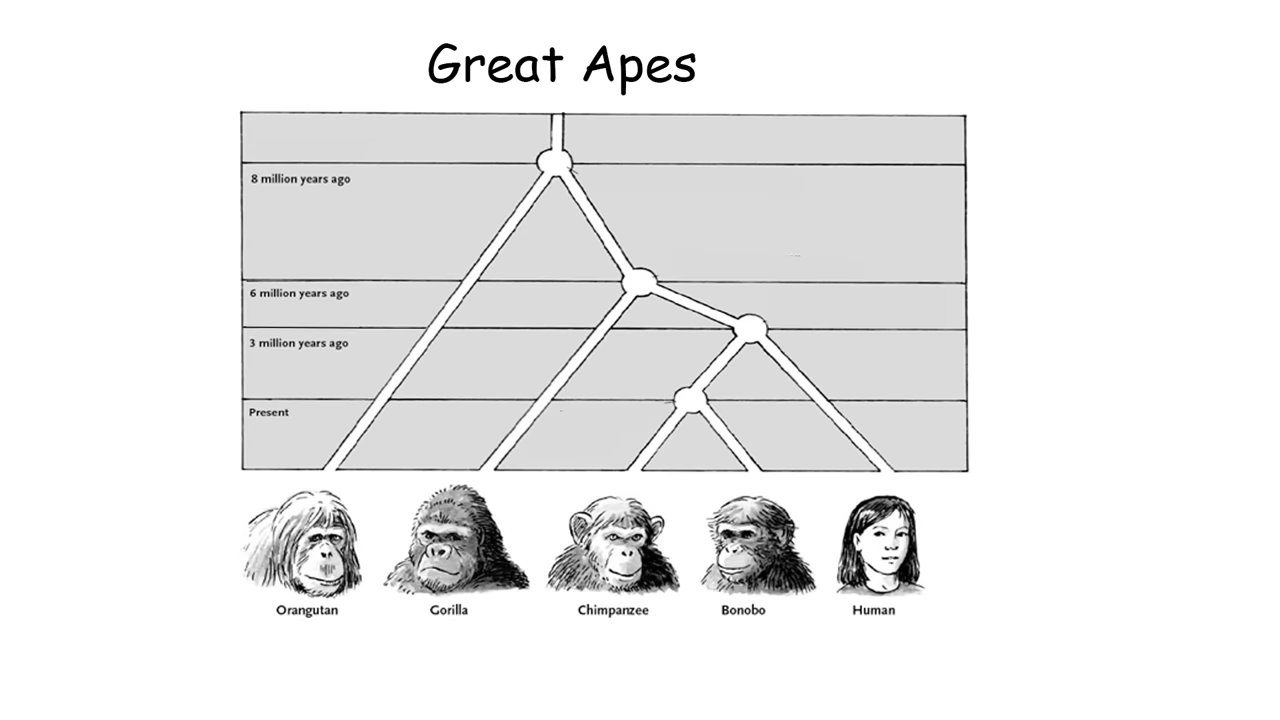 Great Apes
8 million years ago
6 million years ago
3 million years ago
Present
Orangutan
Gorilla
Chimpanzee
Bonobo
Human